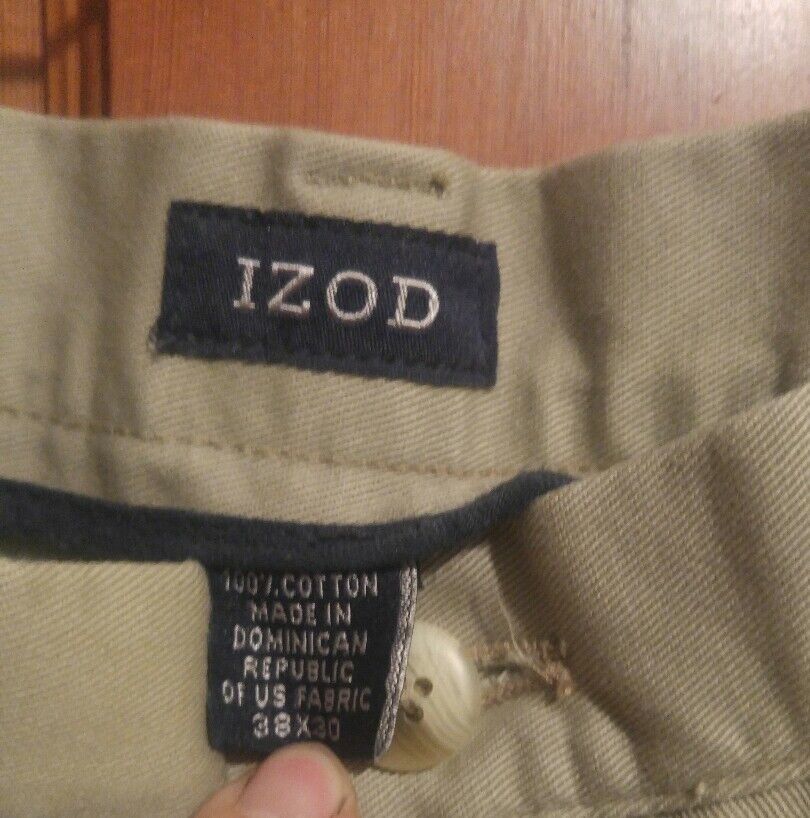 IZOD
100% COTTON
MADE IN
DOMINICAN
REPUBLIC
OF US FABRIC
38X30